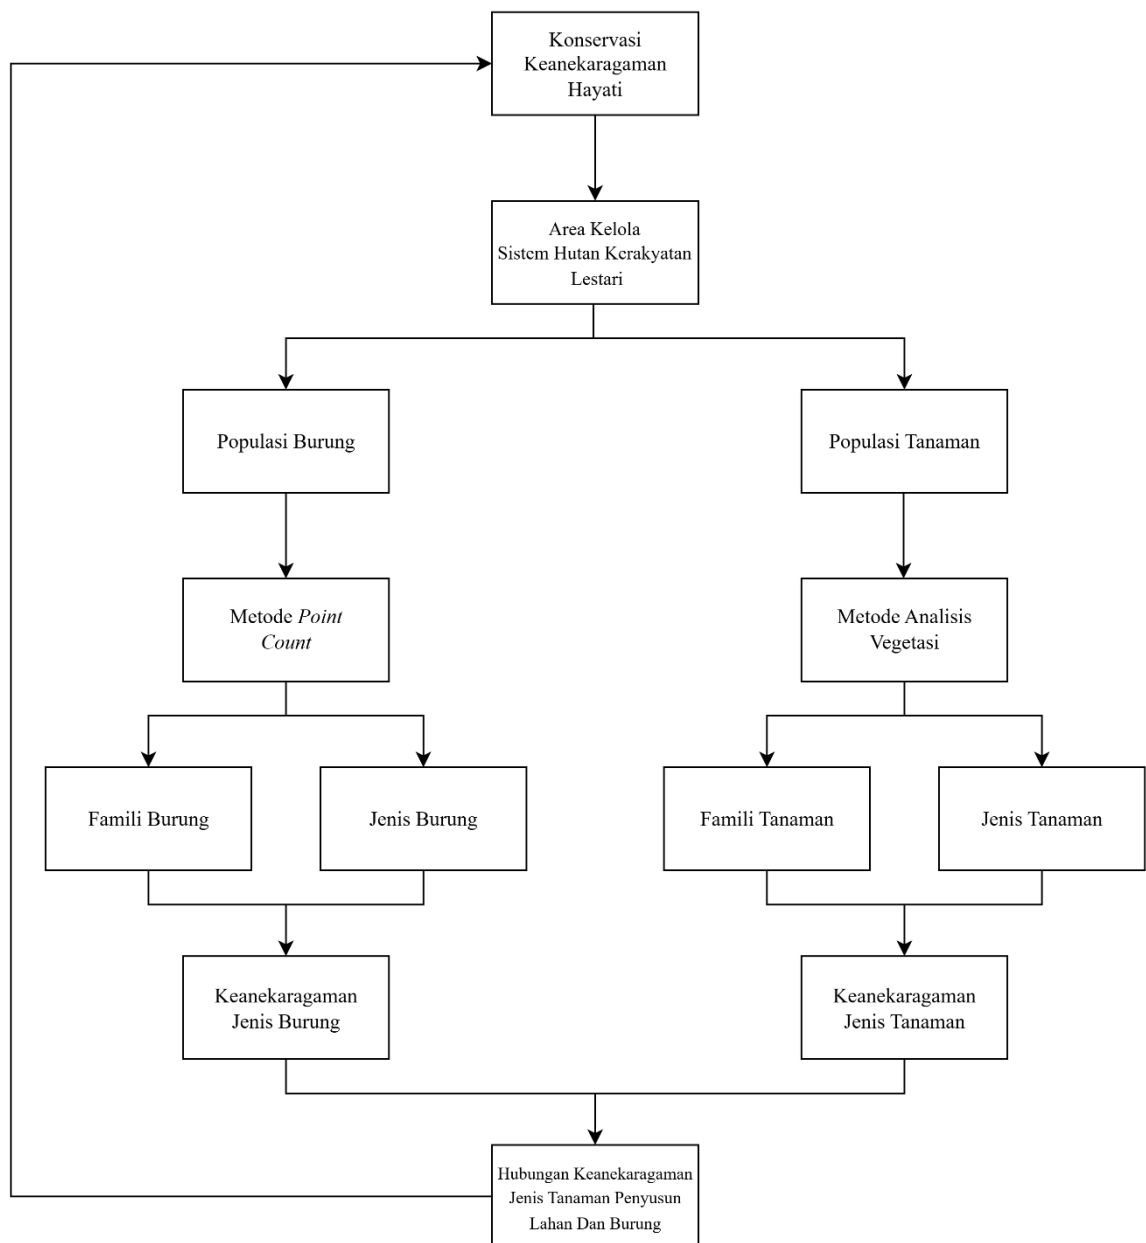 Konservasi
Keanekaragaman
Hayati
Area Kelola
Sistem Hutan Kerakyatan
Lestari
Populasi Burung
Populasi Tanaman
Metode Point
Count
Metode Analisis
Vegetasi
Famili Burung
Jenis Burung
Famili Tanaman
Jenis Tanaman
Keanekaragaman
Jenis Burung
Keanekaragaman
Jenis Tanaman
Hubungan Keanekaragaman
Jenis Tanaman Penyusun
Lahan Dan Burung